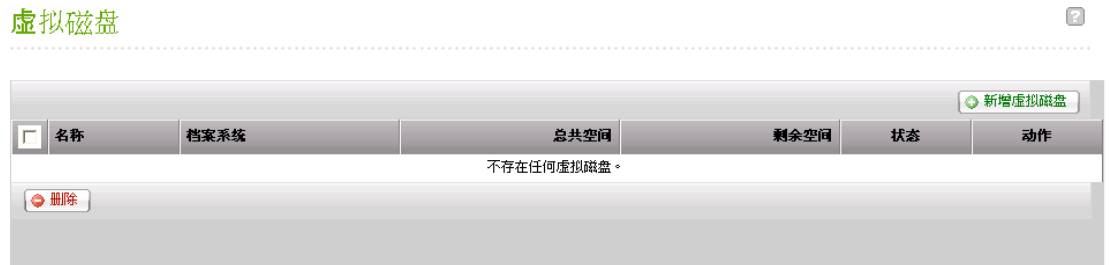 虚拟磁盘
?
新增虚拟磁盘
名称 档案系统 总共空间 剩余空间 状态 动作
不存在任何虚拟磁盘。
删除